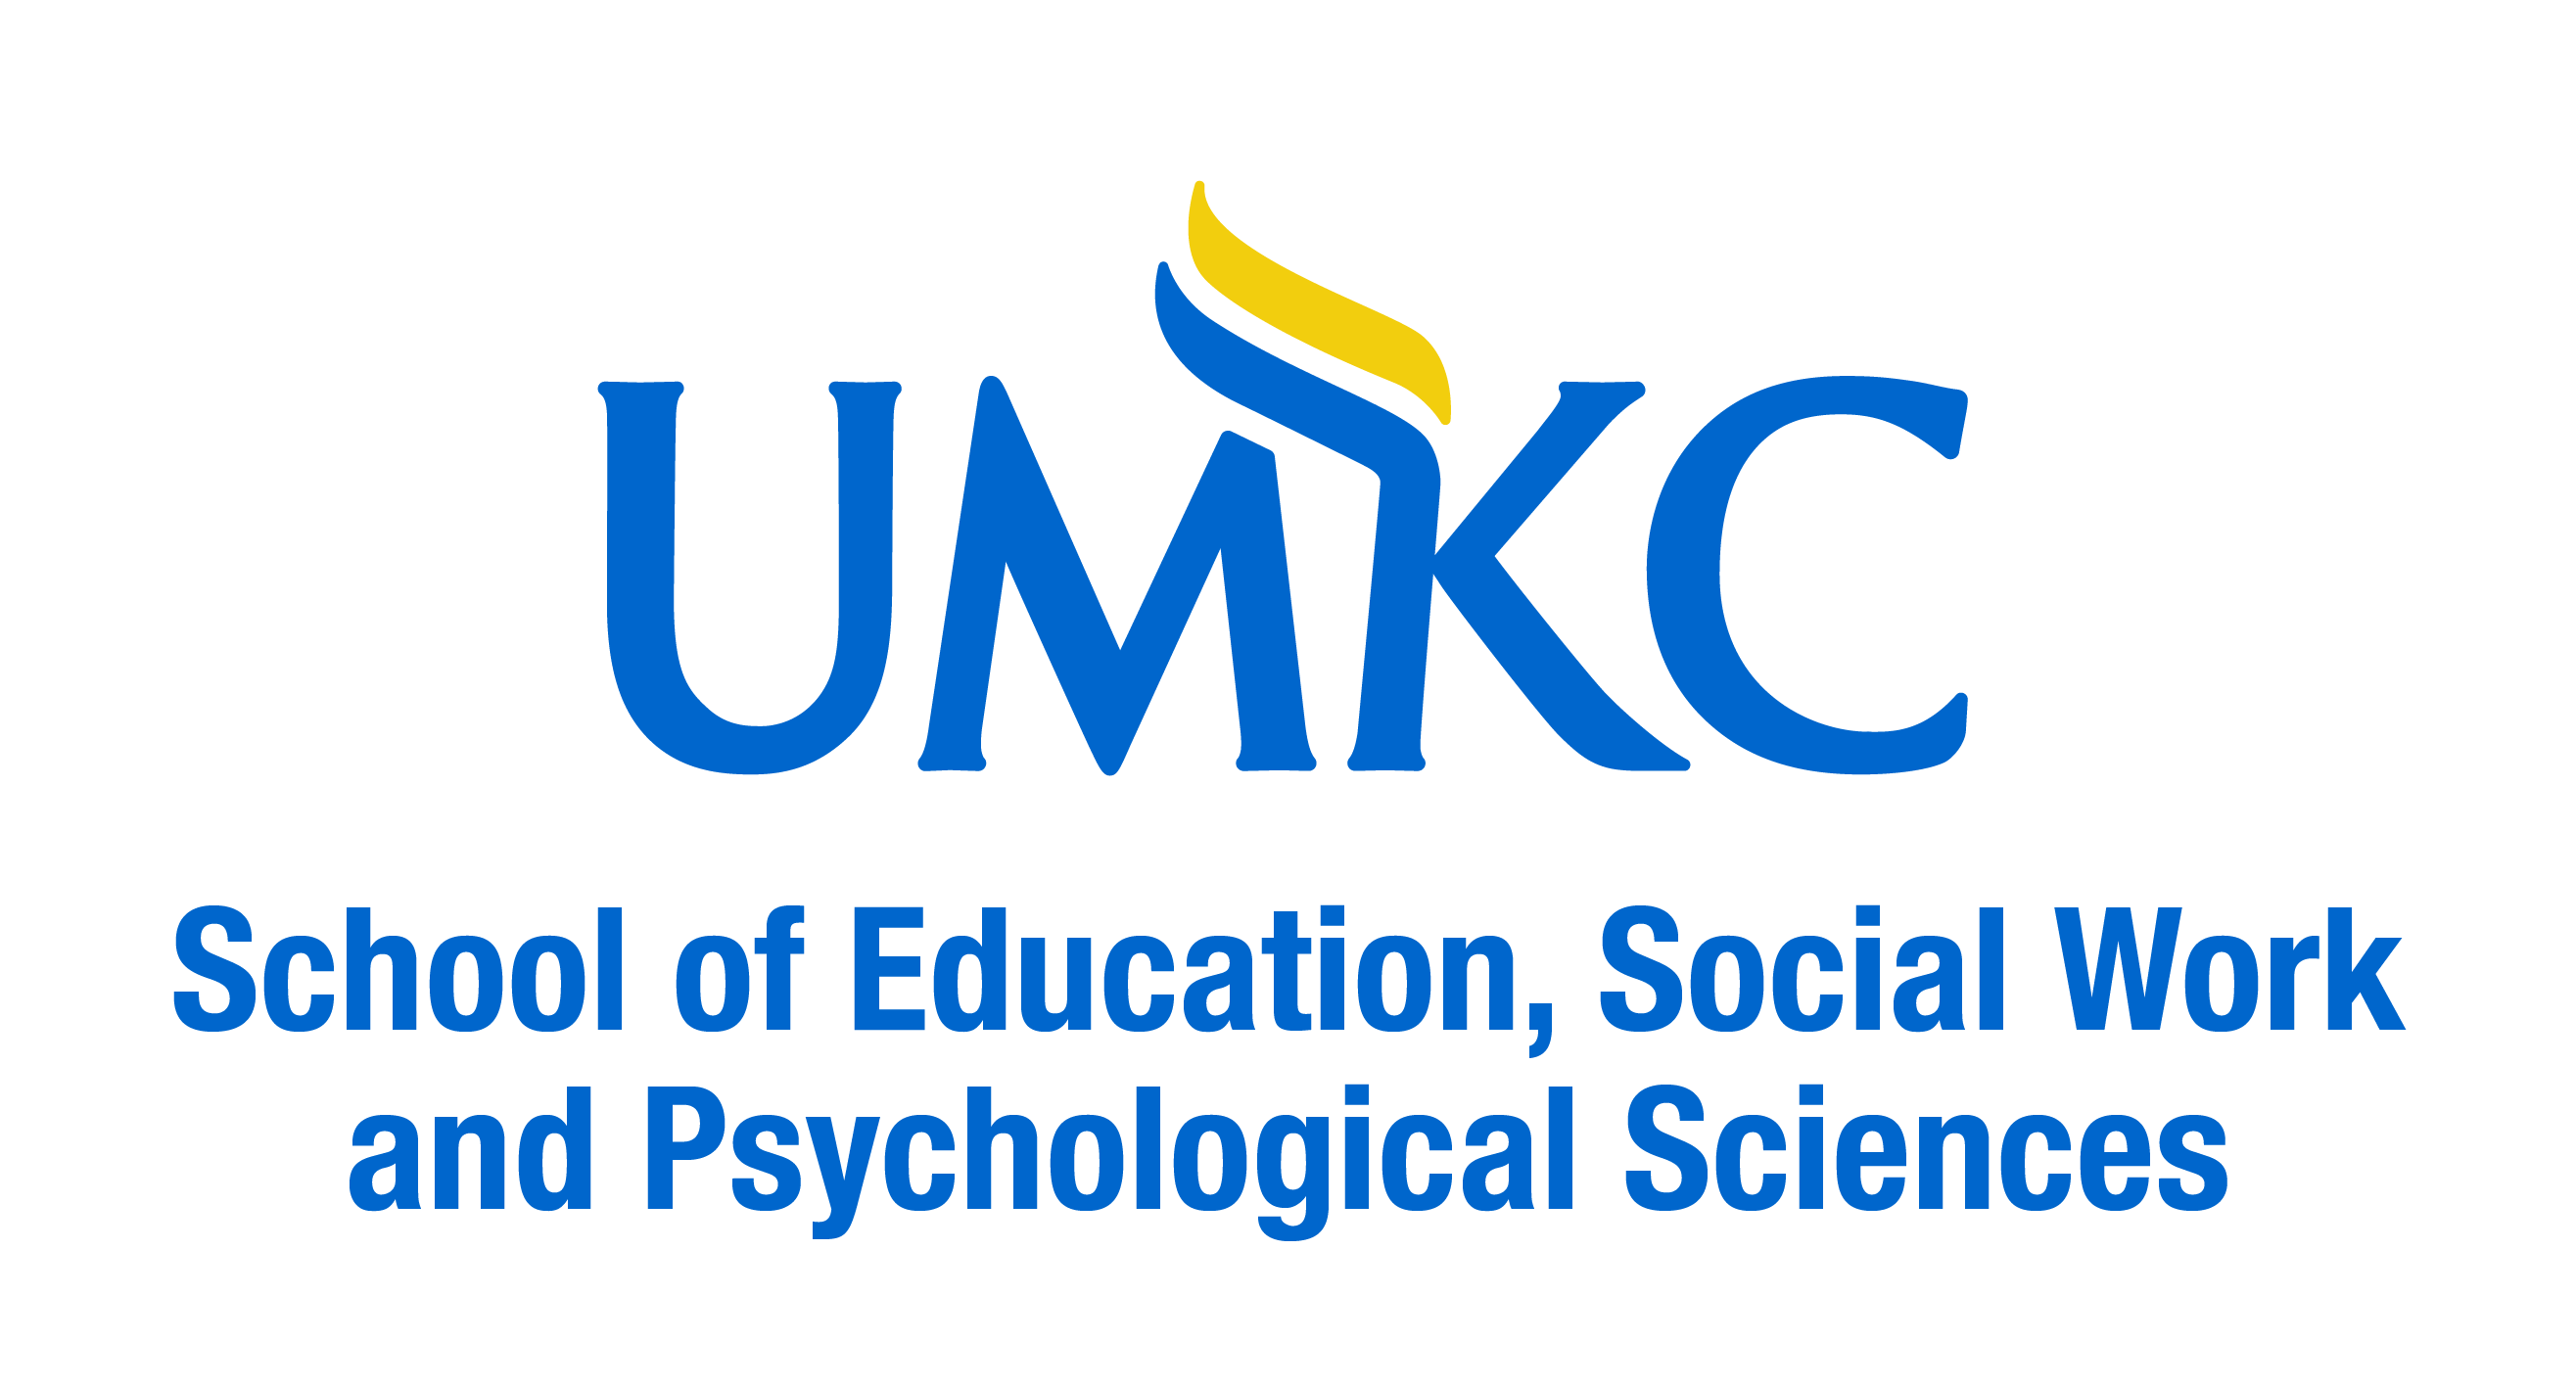 UMKC
School of Education, Social Work
and Psychological Sciences